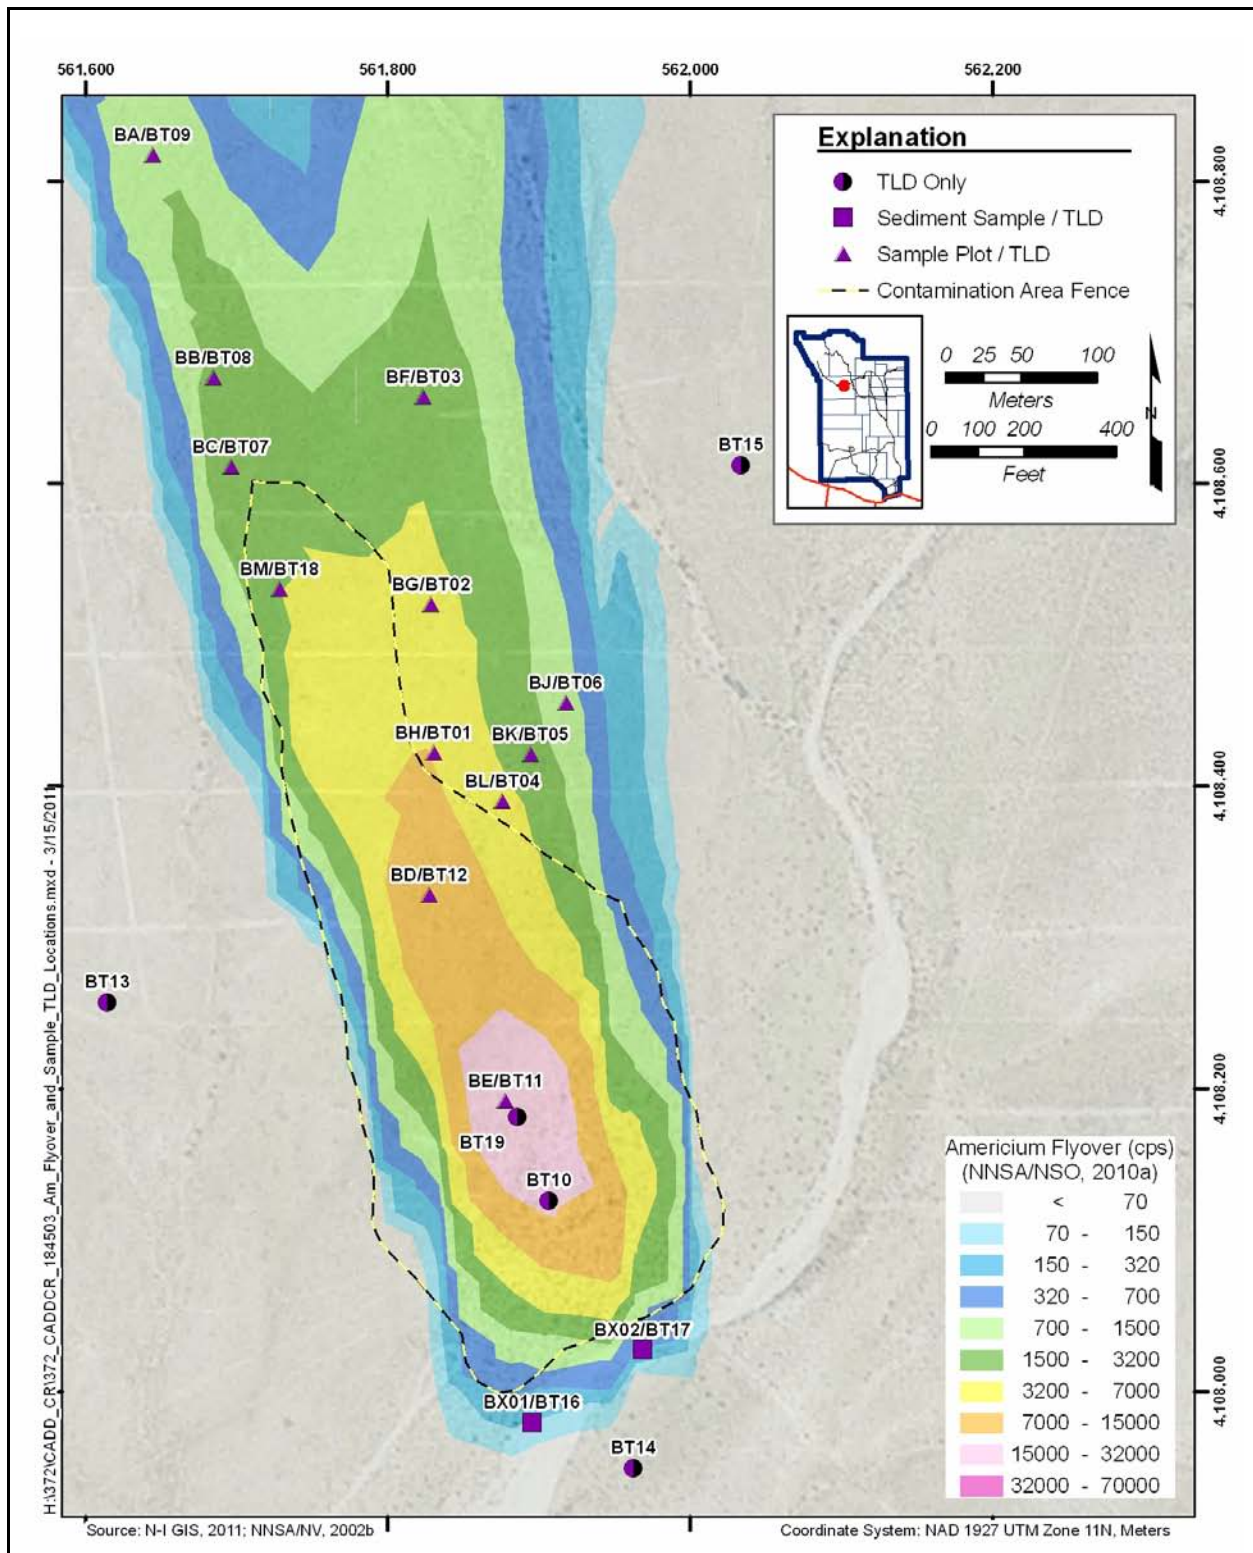 561,600
561,800
562,000
562,200
BA/BT09
Explanation
TLD Only
Sediment Sample / TLD
Sample Plot / TLD
Contamination Area Fence
4,108,800
BB/BT08
BF/BT03
0 25 50 100
Meters
0 100 200 400
Feet
N
BC/BT07
BT15
4,108,600
BM/BT18
BG/BT02
BJ/BT06
BH/BT01
BK/BT05
BL/BT04
4,108,400
BD/BT12
BT13
BE/BT11
BT19
4,108,200
BT10
Americium Flyover (cps)
(NNSA/NSO, 2010a)
< 70
70 - 150
150 - 320
320 - 700
700 - 1500
1500 - 3200
3200 - 7000
7000 - 15000
15000 - 32000
32000 - 70000
BX02/BT17
BX01/BT16
4,108,000
BT14
H:\372\CADD_CR\372_CADDCR_184503_Am_Flyover_and_Sample_TLD_Locations.mxd - 3/15/2011
Source: N-I GIS, 2011; NNSA/NV, 2002b
Coordinate System: NAD 1927 UTM Zone 11N, Meters